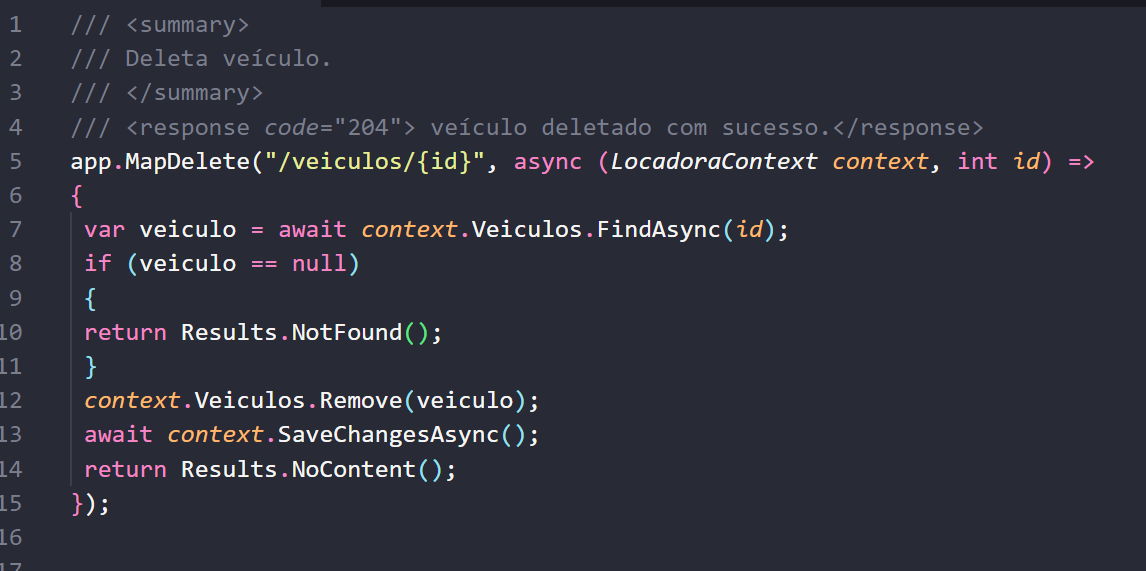 1 /// <summary>
2 /// Deleta veículo.
3 /// </summary>
4 /// <response code="204"> veículo deletado com sucesso.</response>
5 app.MapDelete("/veiculos/{id}", async (LocadoraContext context, int id) =>
6 {
7 var veiculo = await context.Veiculos.FindAsync(id);
8 if (veiculo == null)
9 {
10 return Results.NotFound();
11 }
12 context.Veiculos.Remove(veiculo);
13 await context.SaveChangesAsync();
14 return Results.NoContent();
15 });
16
17